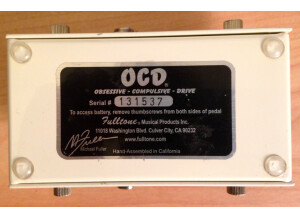 OCD
OBSESSIVE - COMPULSIVE - DRIVE
Serial # 131537
To access battery, remove thumbscrews from both sides of pedal
Fulltone® Musical Products Inc.
11018 Washington Blvd. Culver City, CA 90232
www.fulltone.com
Michael Fuller
Hand-Assembled in California